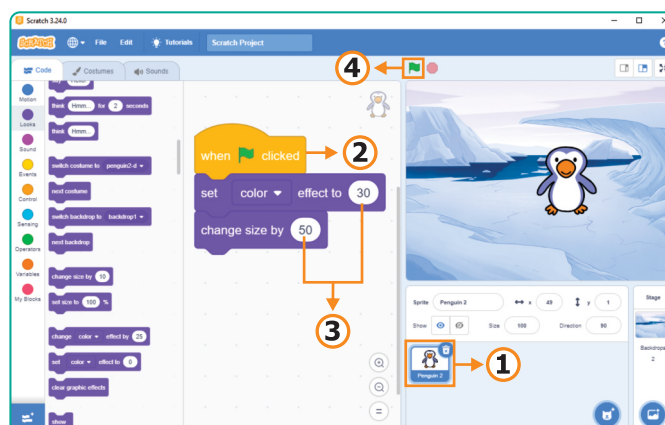 Scratch 3.24.0
SCRATCH File Edit Tutorials Scratch Project
Code Costumes Sounds
4
Motion
Looks
Sound
Events
Control
Sensing
Operators
Variables
My Blocks
think Hmm... for 2 seconds
think Hmm...
switch costume to penguin2-d
next costume
switch backdrop to backdrop1
next backdrop
change size by 10
set size to 100 %
change color effect by 25
set color effect to 0
clear graphic effects
show
when clicked
2
set color effect to 30
change size by 50
3
Sprite Penguin 2 x 49 y 1
Show Size 100 Direction 90
Penguin 2
1
Stage
Backdrops
2